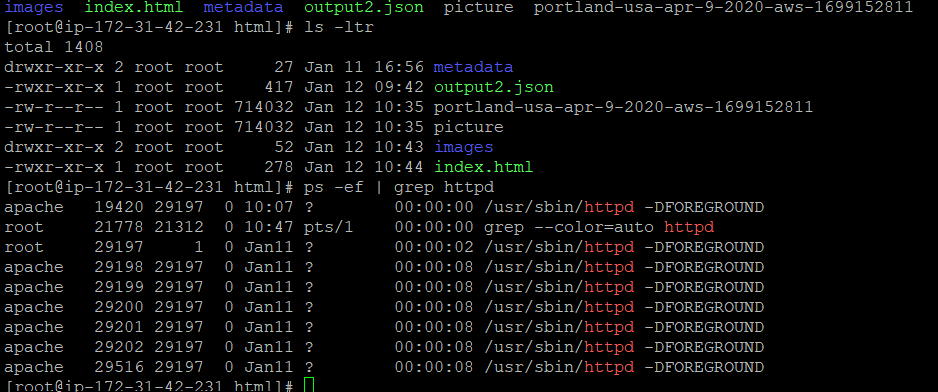 images  index.html  metadata  output2.json  picture  portland-usa-apr-9-2020-aws-1699152811
[root@ip-172-31-42-231 html]# ls -ltr
total 1408
drwxr-xr-x 2 root root     27 Jan 11 16:56 metadata
-rwxr-xr-x 1 root root    417 Jan 12 09:42 output2.json
-rw-r--r-- 1 root root 714032 Jan 12 10:35 portland-usa-apr-9-2020-aws-1699152811
-rw-r--r-- 1 root root 714032 Jan 12 10:35 picture
drwxr-xr-x 2 root root     52 Jan 12 10:43 images
-rwxr-xr-x 1 root root    278 Jan 12 10:44 index.html
[root@ip-172-31-42-231 html]# ps -ef | grep httpd
apache   19420 29197  0 10:07 ?        00:00:00 /usr/sbin/httpd -DFOREGROUND
root     21778 21312  0 10:47 pts/1    00:00:00 grep --color=auto httpd
root     29197     1  0 Jan11 ?        00:00:02 /usr/sbin/httpd -DFOREGROUND
apache   29198 29197  0 Jan11 ?        00:00:08 /usr/sbin/httpd -DFOREGROUND
apache   29199 29197  0 Jan11 ?        00:00:08 /usr/sbin/httpd -DFOREGROUND
apache   29200 29197  0 Jan11 ?        00:00:08 /usr/sbin/httpd -DFOREGROUND
apache   29201 29197  0 Jan11 ?        00:00:08 /usr/sbin/httpd -DFOREGROUND
apache   29202 29197  0 Jan11 ?        00:00:08 /usr/sbin/httpd -DFOREGROUND
apache   29516 29197  0 Jan11 ?        00:00:08 /usr/sbin/httpd -DFOREGROUND
[root@ip-172-31-42-231 html]#